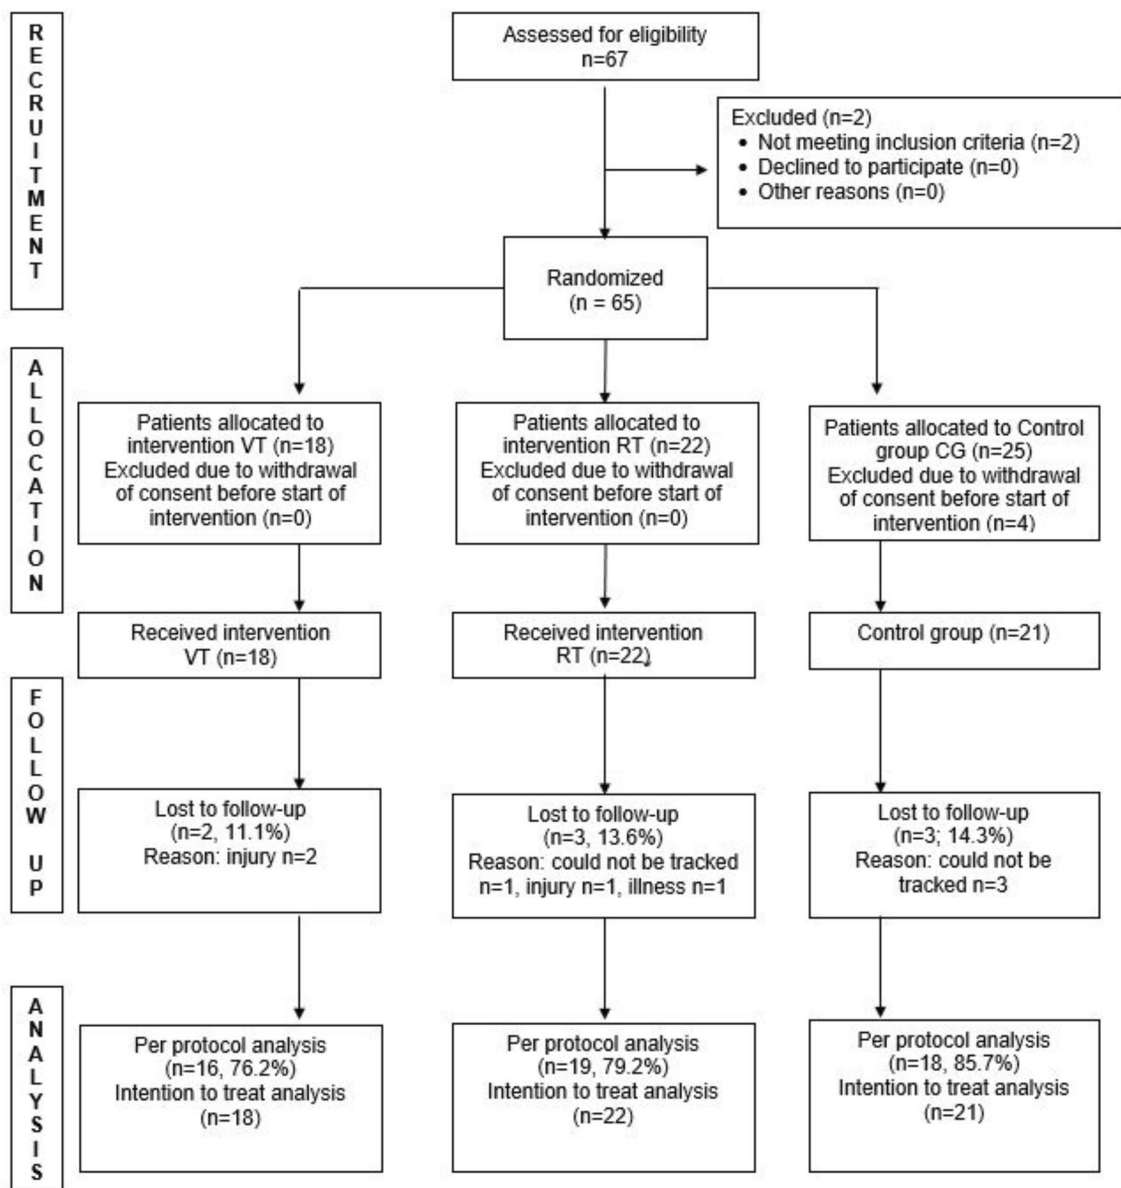 RECRUITMENT
Assessed for eligibility
n=67
Excluded (n=2)
• Not meeting inclusion criteria (n=2)
• Declined to participate (n=0)
• Other reasons (n=0)
Randomized
(n = 65)
ALLOCATION
Patients allocated to
intervention VT (n=18)
Excluded due to withdrawal
of consent before start of
intervention (n=0)
Patients allocated to
intervention RT (n=22)
Excluded due to withdrawal
of consent before start of
intervention (n=0)
Patients allocated to Control
group CG (n=25)
Excluded due to withdrawal
of consent before start of
intervention (n=4)
Received intervention
VT (n=18)
Received intervention
RT (n=22)
Control group (n=21)
FOLLOW UP
Lost to follow-up
(n=2, 11.1%)
Reason: injury n=2
Lost to follow-up
(n=3, 13.6%)
Reason: could not be tracked
n=1, injury n=1, illness n=1
Lost to follow-up
(n=3; 14.3%)
Reason: could not be
tracked n=3
ANALYSIS
Per protocol analysis
(n=16, 76.2%)
Intention to treat analysis
(n=18)
Per protocol analysis
(n=19, 79.2%)
Intention to treat analysis
(n=22)
Per protocol analysis
(n=18, 85.7%)
Intention to treat analysis
(n=21)